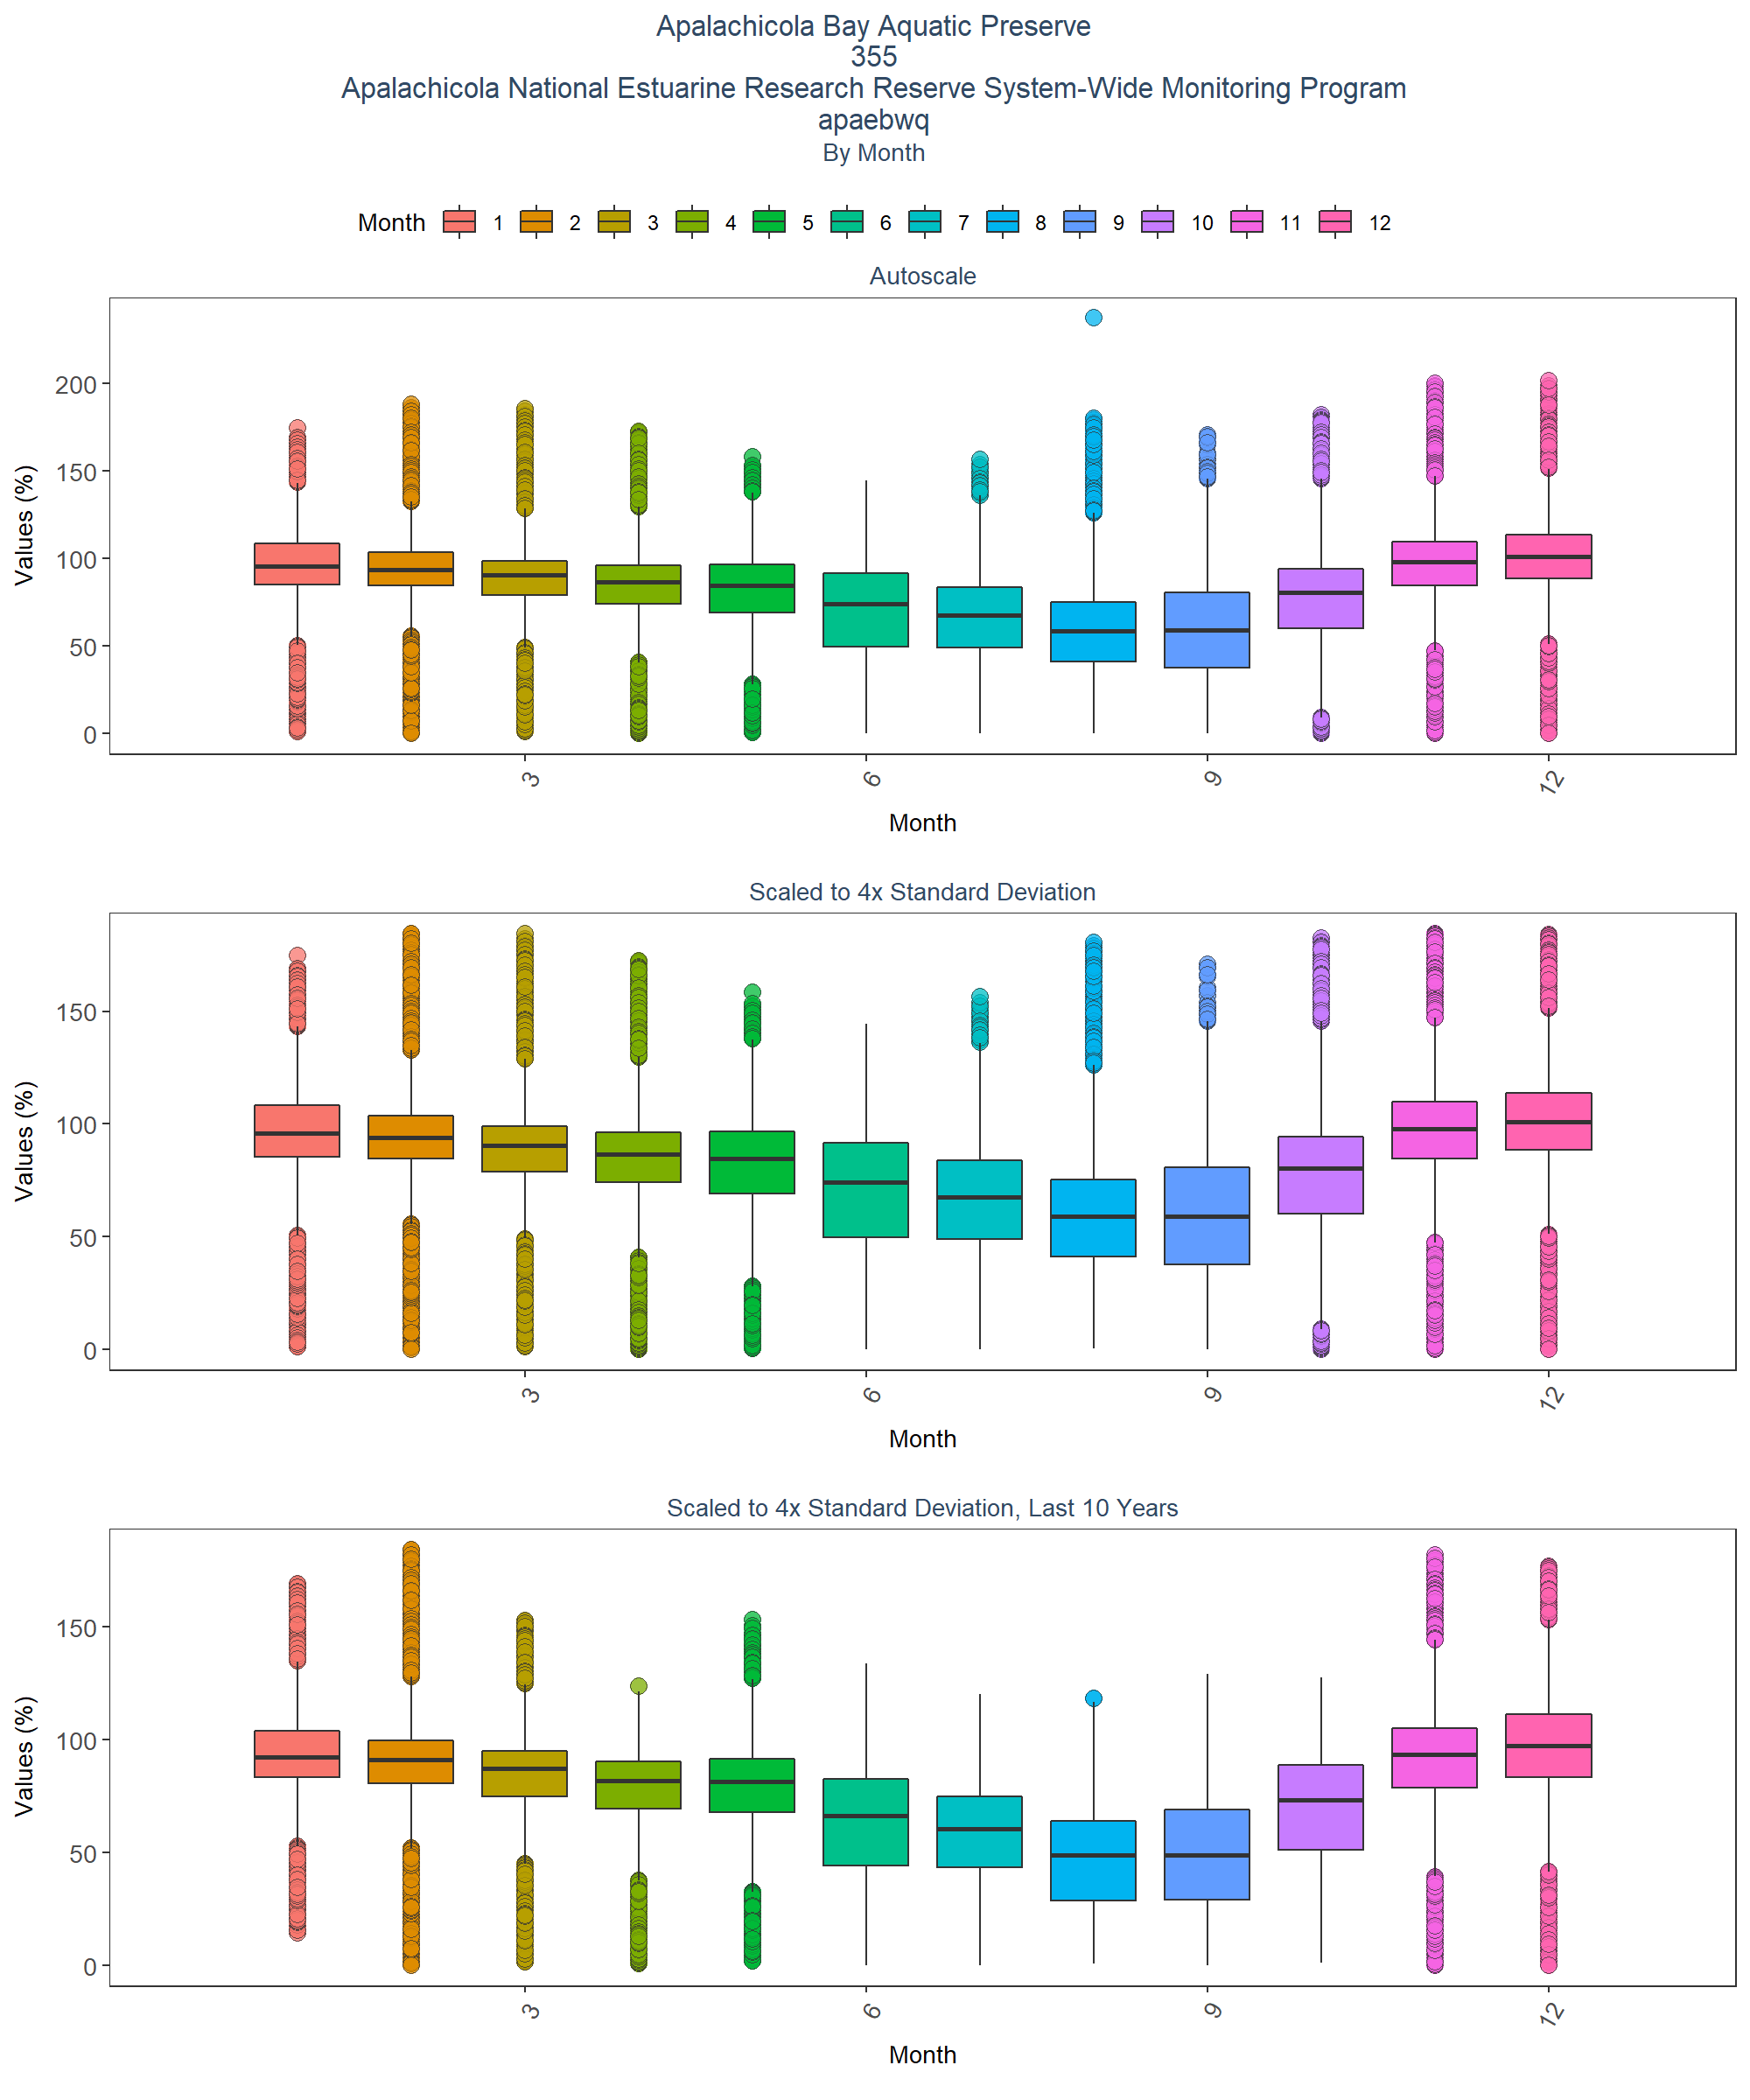 Apalachicola Bay Aquatic Preserve
355
Apalachicola National Estuarine Research Reserve System-Wide Monitoring Program
apaebwq
By Month
Month 1 2 3 4 5 6 7 8 9 10 11 12
Autoscale
Values (%)
200
150
100
50
0
3 6 9 12
Month
Scaled to 4x Standard Deviation
Values (%)
150
100
50
0
3 6 9 12
Month
Scaled to 4x Standard Deviation, Last 10 Years
Values (%)
150
100
50
0
3 6 9 12
Month